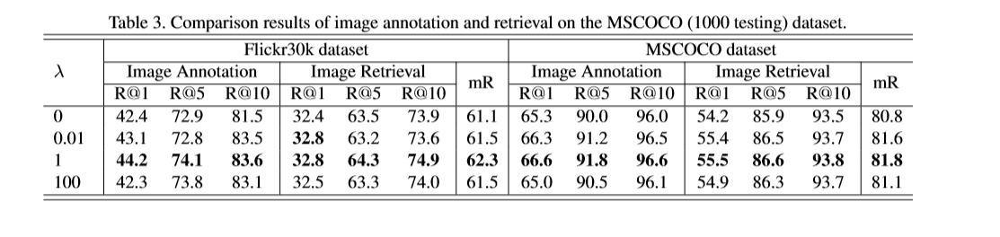 Table 3. Comparison results of image annotation and retrieval on the MSCOCO (1000 testing) dataset.
λ Flickr30k dataset MSCOCO dataset
Image Annotation Image Retrieval mR Image Annotation Image Retrieval mR
R@1 R@5 R@10 R@1 R@5 R@10 R@1 R@5 R@10 R@1 R@5 R@10
0 42.4 72.9 81.5 32.4 63.5 73.9 61.1 65.3 90.0 96.0 54.2 85.9 93.5 80.8
0.01 43.1 72.8 83.5 32.8 63.2 73.6 61.5 66.3 91.2 96.5 55.4 86.5 93.7 81.6
1 44.2 74.1 83.6 32.8 64.3 74.9 62.3 66.6 91.8 96.6 55.5 86.6 93.8 81.8
100 42.3 73.8 83.1 32.5 63.3 74.0 61.5 65.0 90.5 96.1 54.9 86.3 93.7 81.1